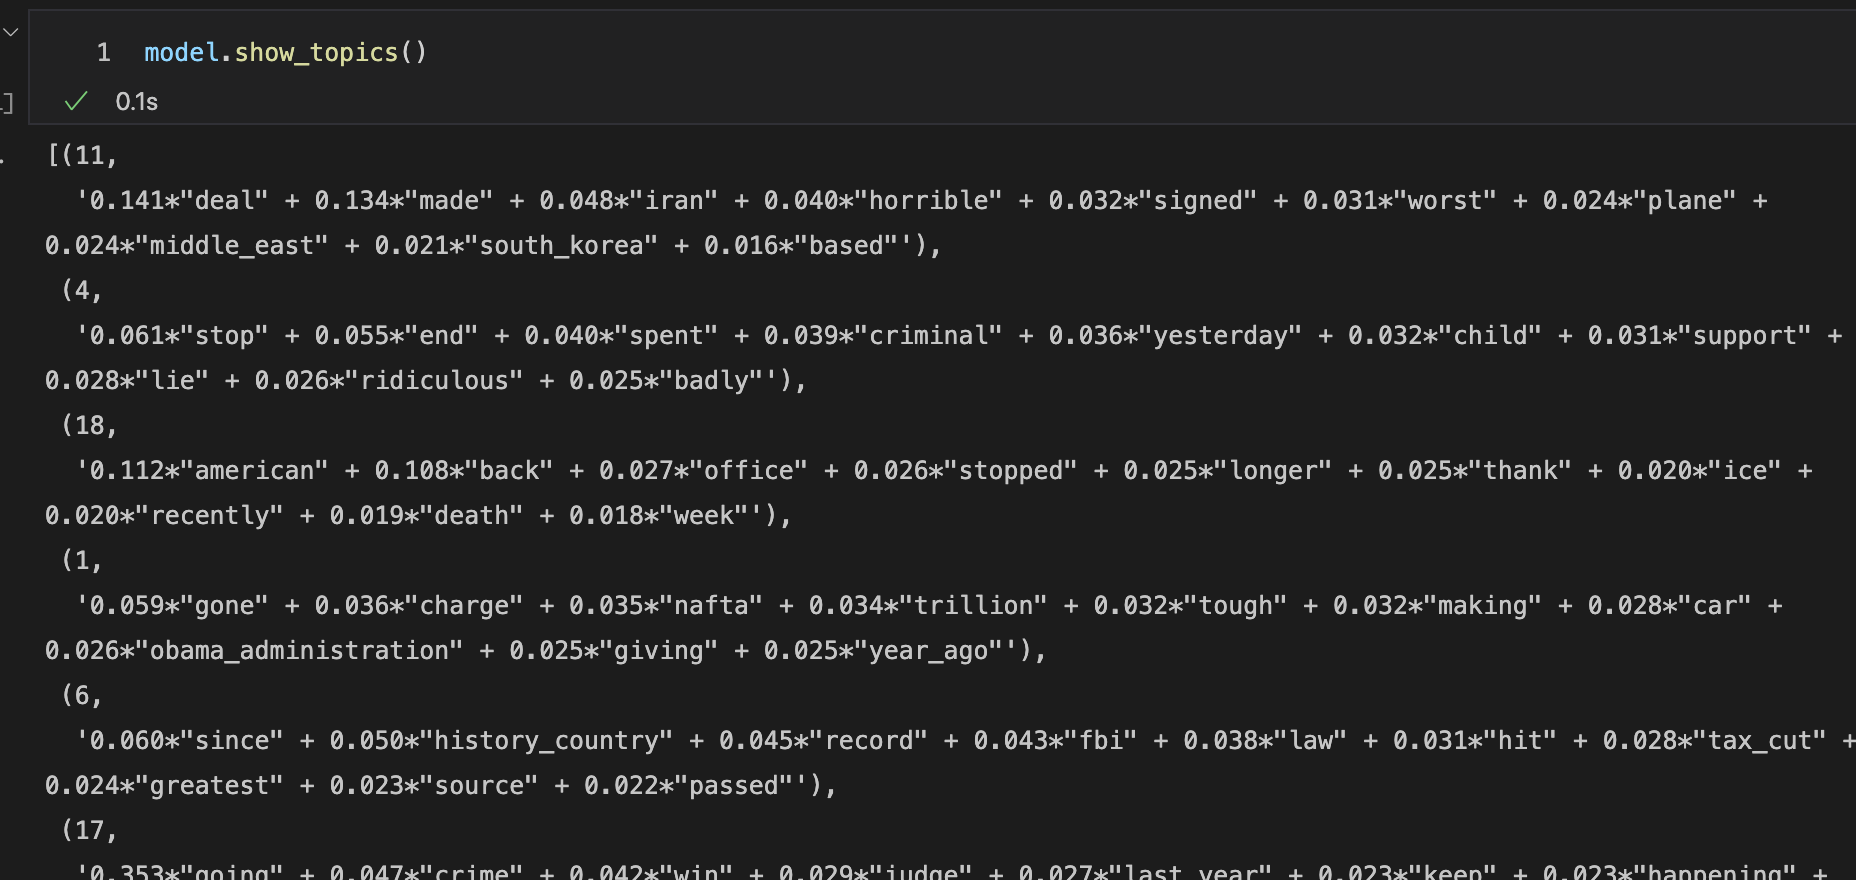 1 model.show_topics()
0.1s
[(11,
'0.141*"deal" + 0.134*"made" + 0.048*"iran" + 0.040*"horrible" + 0.032*"signed" + 0.031*"worst" + 0.024*"plane" +
0.024*"middle_east" + 0.021*"south_korea" + 0.016*"based"'),
(4,
'0.061*"stop" + 0.055*"end" + 0.040*"spent" + 0.039*"criminal" + 0.036*"yesterday" + 0.032*"child" + 0.031*"support" +
0.028*"lie" + 0.026*"ridiculous" + 0.025*"badly"'),
(18,
'0.112*"american" + 0.108*"back" + 0.027*"office" + 0.026*"stopped" + 0.025*"longer" + 0.025*"thank" + 0.020*"ice" +
0.020*"recently" + 0.019*"death" + 0.018*"week"'),
(1,
'0.059*"gone" + 0.036*"charge" + 0.035*"nafta" + 0.034*"trillion" + 0.032*"tough" + 0.032*"making" + 0.028*"car" +
0.026*"obama_administration" + 0.025*"giving" + 0.025*"year_ago"'),
(6,
'0.060*"since" + 0.050*"history_country" + 0.045*"record" + 0.043*"fbi" + 0.038*"law" + 0.031*"hit" + 0.028*"tax_cut" +
0.024*"greatest" + 0.023*"source" + 0.022*"passed"'),
(17,
'0.353*"going" + 0.047*"crime" + 0.042*"win" + 0.029*"judge" + 0.027*"last_year" + 0.023*"keep" + 0.023*"happening" +